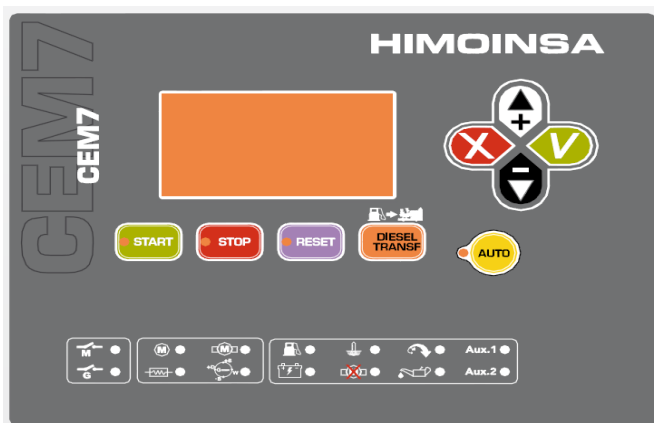 HIMOINSA
CEM7
CEM7
+
X
V
-
START
STOP
RESET
DIESEL
TRANSF
AUTO
M
M
M
Aux.1
G
G
W
Aux.2